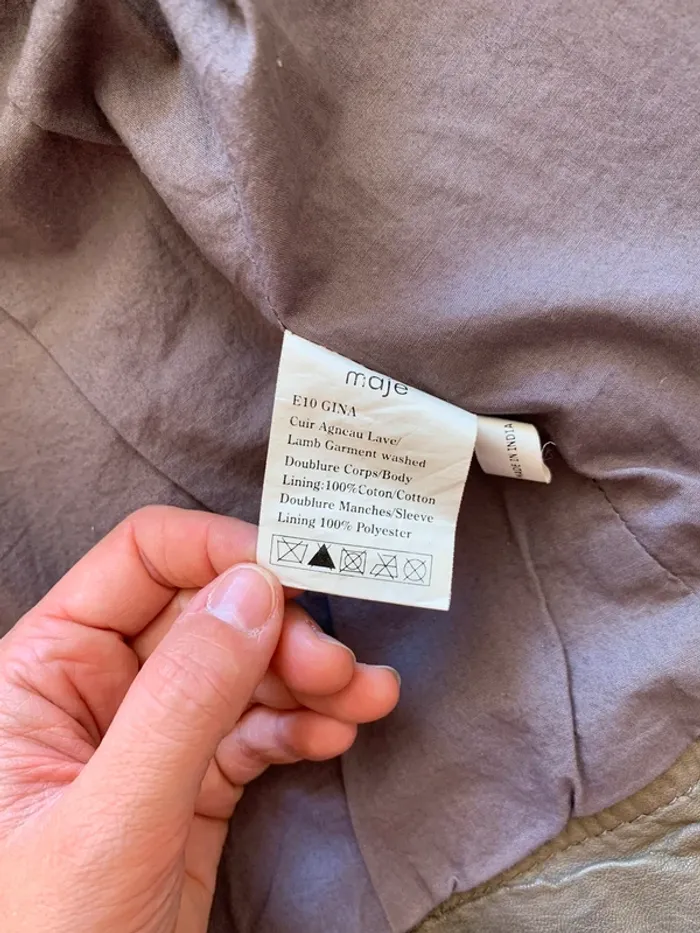 maje
E10 GINA
Cuir Agneau Lave/
Lamb Garment washed
Doublure Corps/Body
Lining:100%Coton/Cotton
Doublure Manches/Sleeve
Lining 100% Polyester
MADE IN INDIA